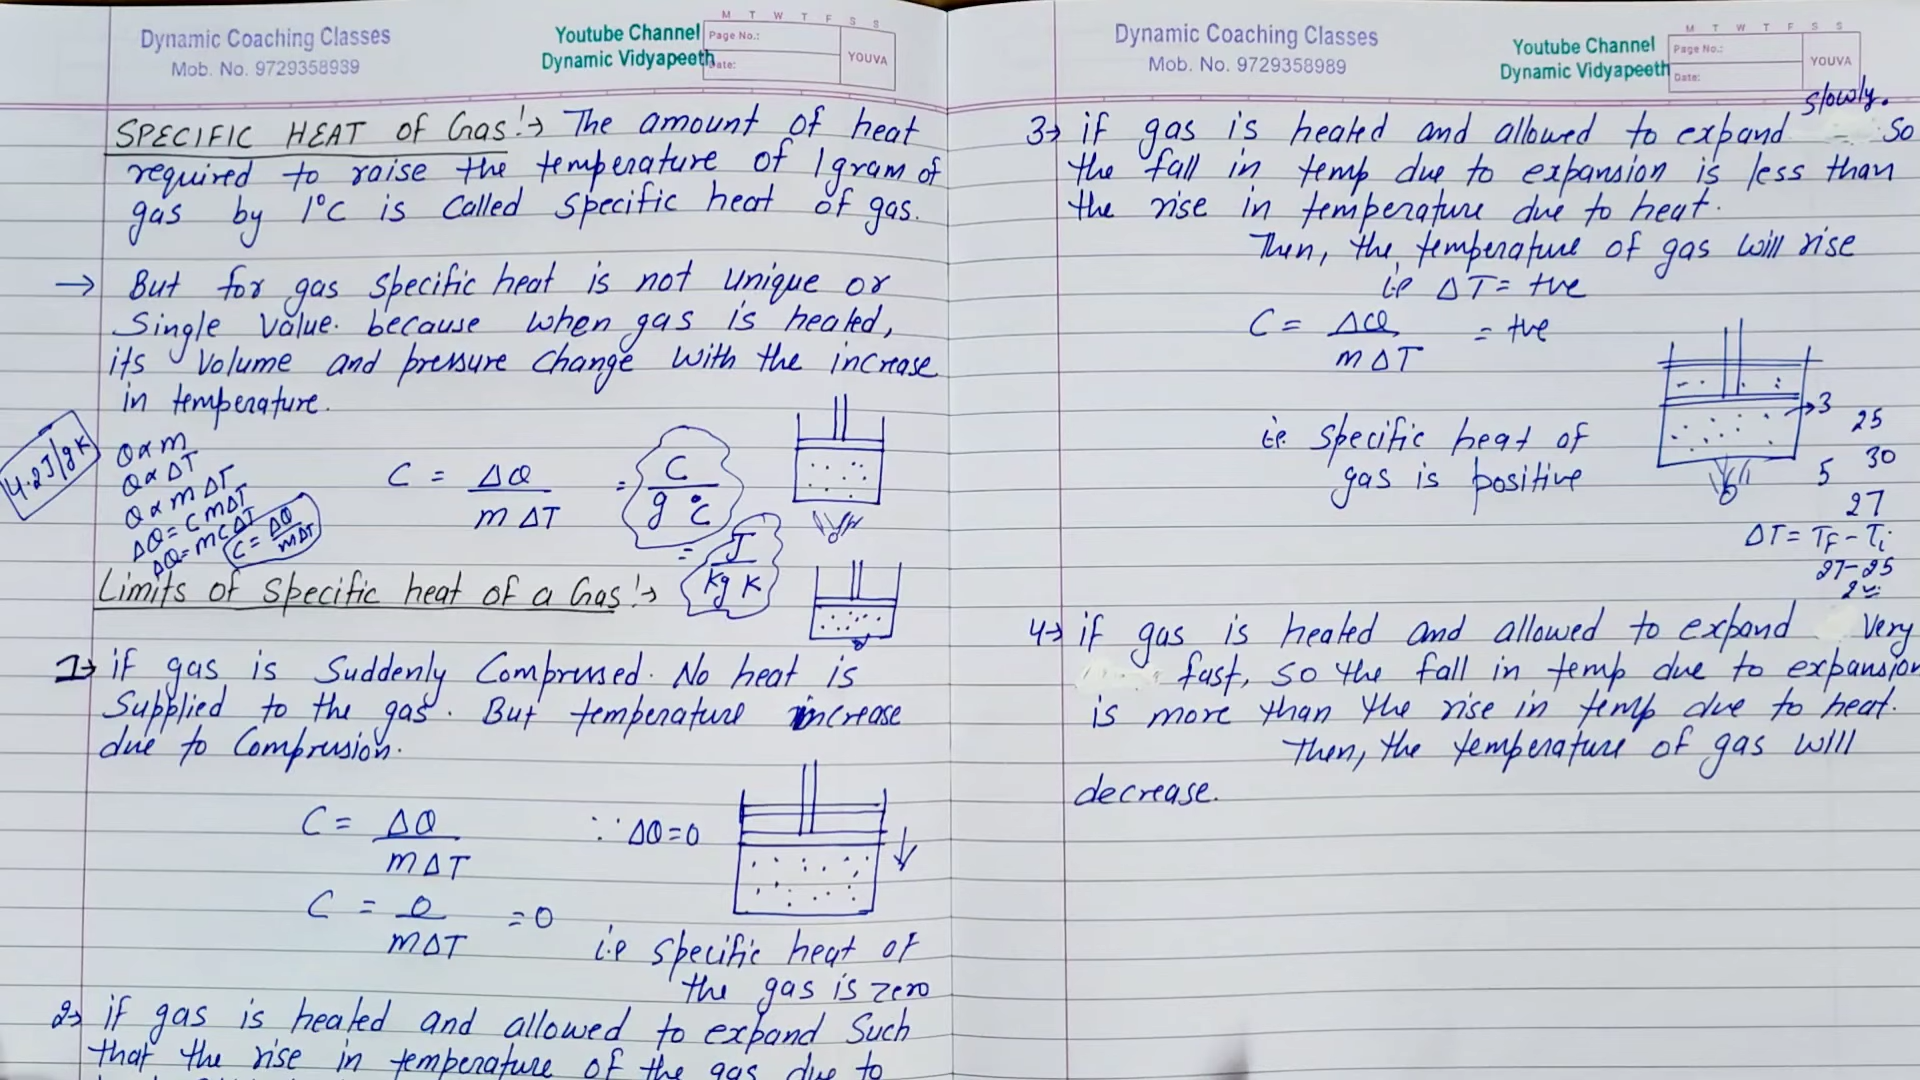 Dynamic Coaching Classes
Mob. No. 9729358939
Youtube Channel
Dynamic Vidyapeeth
M T W T F S S
Page No.:
Date:
YOUVA
SPECIFIC HEAT of Gas:→ The amount of heat
required to raise the temperature of 1 gram of
gas by 1°C is called specific heat of gas.
→ But for gas specific heat is not unique or
Single value. because when gas is heated,
its volume and pressure change with the increase
in temperature.
4.2J/gK
Q∝m
Q∝ΔT
Q∝mΔT
ΔQ=CmΔT
ΔQ=mCΔT
C=ΔQ/mΔT
C = ΔQ/mΔT = C/g°C
= J/kg K
Limits of specific heat of a Gas:→
1→ if gas is Suddenly Compressed. No heat is
Supplied to the gas. But temperature increase
due to Compression.
C = ΔQ/mΔT ∵ ΔQ=0
C = 0/mΔT =0
i.e specific heat of
the gas is zero
2→ if gas is heated and allowed to expand Such
that the rise in temperature of the gas due to
Dynamic Coaching Classes
Mob. No. 9729358989
Youtube Channel
Dynamic Vidyapeeth
M T W T F S S
Page No.:
Date:
YOUVA
slowly.
3→ if gas is heated and allowed to expand So
the fall in temp due to expansion is less than
the rise in temperature due to heat.
Then, the temperature of gas will rise
i.e ΔT= +ve
C = ΔQ/mΔT = +ve
→3
i.e. specific heat of
gas is positive
25
30
5
27
ΔT = TF - Ti
27-25
2
4→ if gas is heated and allowed to expand very
fast, so the fall in temp due to expansion
is more than the rise in temp due to heat.
Then, the temperature of gas will
decrease.